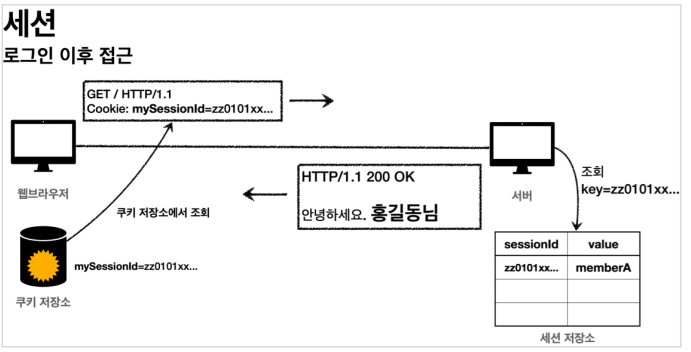 세션
로그인 이후 접근
GET / HTTP/1.1
Cookie: mySessionId=zz0101xx...
웹브라우저
HTTP/1.1 200 OK
안녕하세요. 홍길동님
서버
조회
key=zz0101xx...
쿠키 저장소에서 조회
mySessionId=zz0101xx...
쿠키 저장소
sessionId value
zz0101xx... memberA
세션 저장소